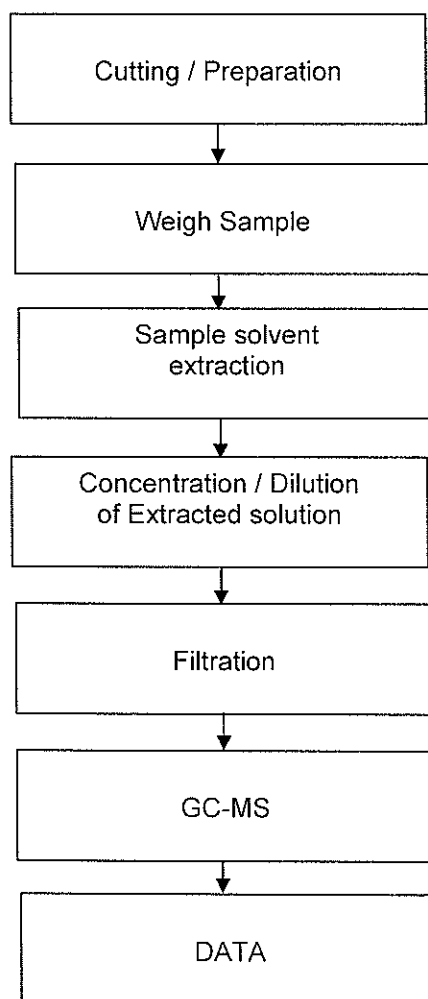 Cutting / Preparation
Weigh Sample
Sample solvent
extraction
Concentration / Dilution
of Extracted solution
Filtration
GC-MS
DATA